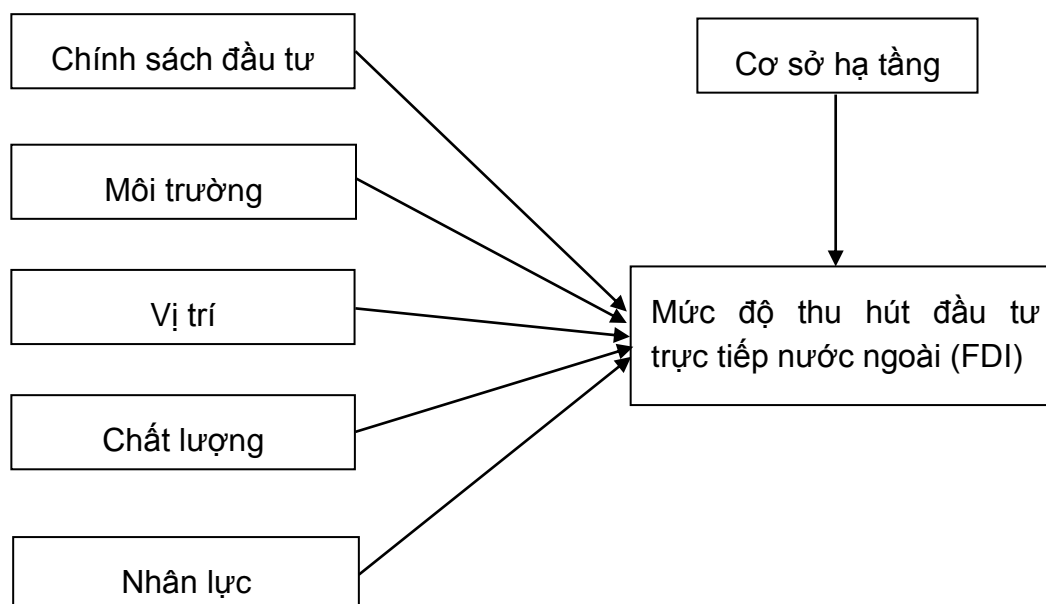 Chính sách đầu tư
Cơ sở hạ tầng
Môi trường
Vị trí
Mức độ thu hút đầu tư
trực tiếp nước ngoài (FDI)
Chất lượng
Nhân lực